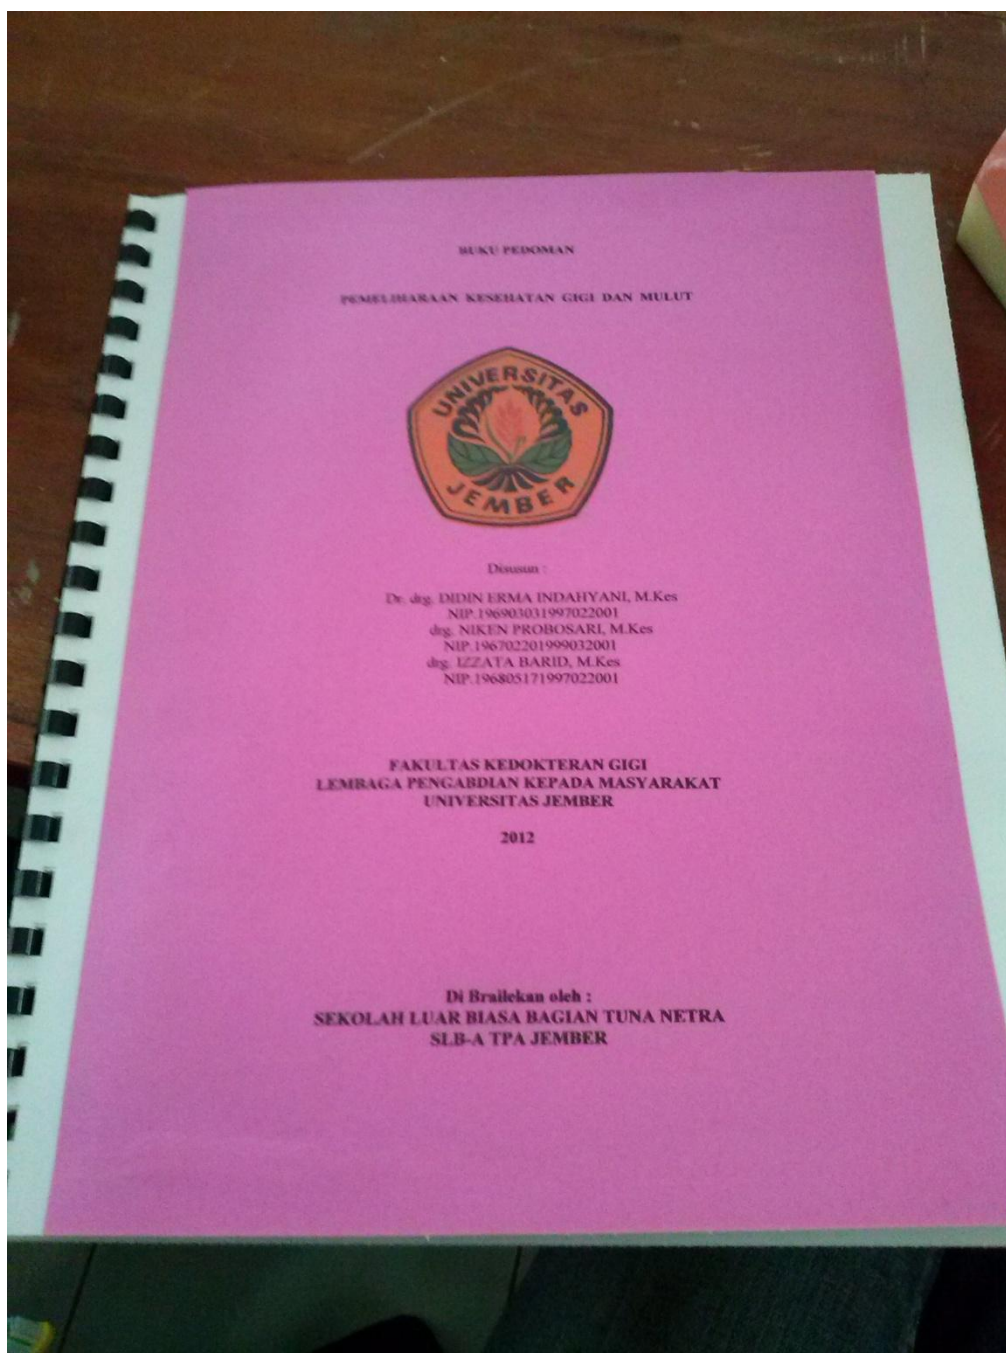 BUKU PEDOMAN
PEMELIHARAAN KESEHATAN GIGI DAN MULUT
UNIVERSITAS
JEMBER
Disusun :
Dr. drg. DIDIN ERMA INDAHYANI, M.Kes
NIP.196903031997022001
drg. NIKEN PROBOSARI, M.Kes
NIP.196702201999032001
drg. IZZATA BARID, M.Kes
NIP.196805171997022001
FAKULTAS KEDOKTERAN GIGI
LEMBAGA PENGABDIAN KEPADA MASYARAKAT
UNIVERSITAS JEMBER
2012
Di Brailekan oleh :
SEKOLAH LUAR BIASA BAGIAN TUNA NETRA
SLB-A TPA JEMBER